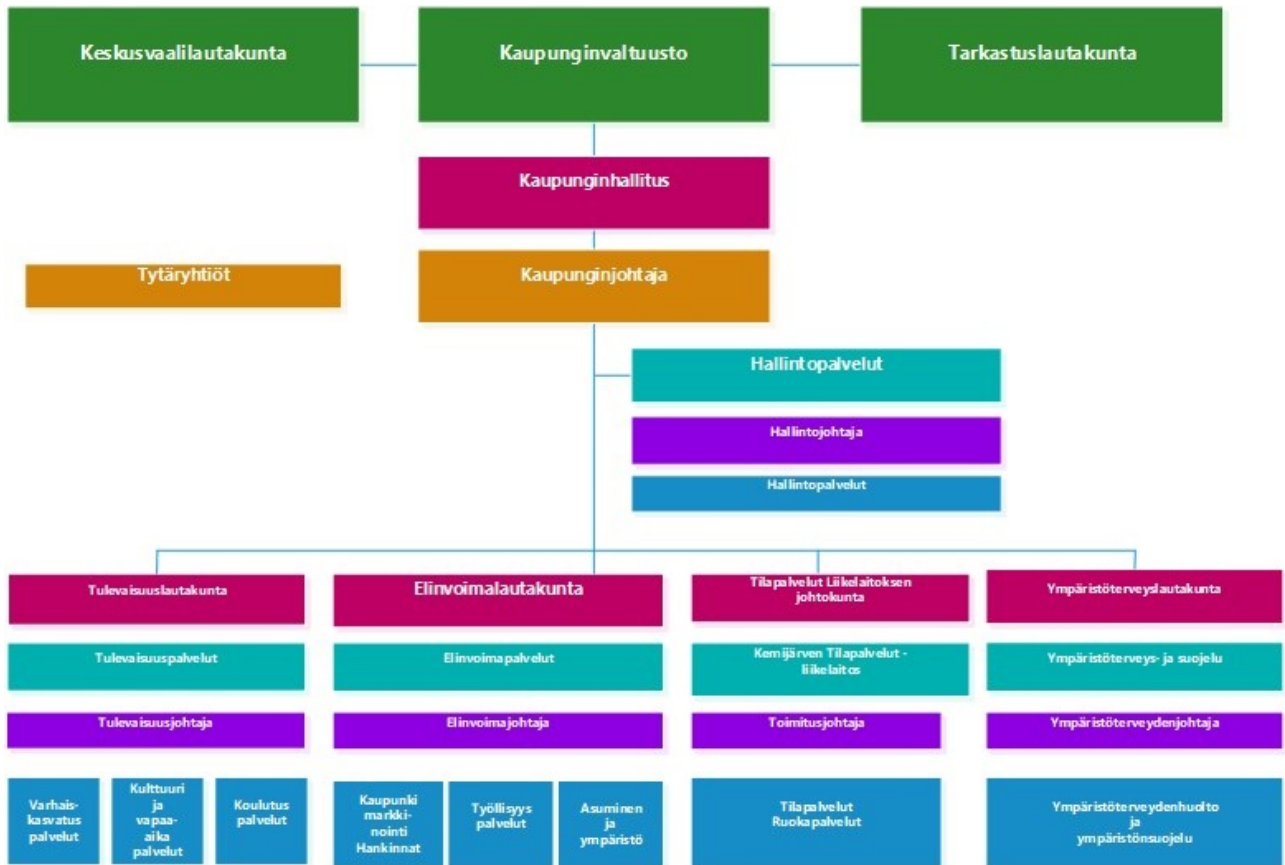 Keskusvaalilautakunta
Kaupunginvaltuusto
Tarkastuslautakunta
Kaupunginhallitus
Tytäryhtiöt
Kaupunginjohtaja
Hallintopalvelut
Hallintojohtaja
Hallintopalvelut
Tulevaisuuslautakunta
Elinvoimalautakunta
Tilapalvelut Liikelaitoksen
johtokunta
Ympäristöterveyslautakunta
Tulevaisuuspalvelut
Elinvoimapalvelut
Kemijärven Tilapalvelut -
liikelaitos
Ympäristöterveys- ja suojelu
Tulevaisuusjohtaja
Elinvoimajohtaja
Toimitusjohtaja
Ympäristöterveydenjohtaja
Varhais-
kasvatus
palvelut
Kulttuuri
ja
vapaa-
aika
palvelut
Koulutus
palvelut
Kaupunki
markki-
nointi
Hankinnat
Työllisyys
palvelut
Asuminen
ja
ympäristö
Tilapalvelut
Ruokapalvelut
Ympäristöterveydenhuolto
ja
ympäristönsuojelu